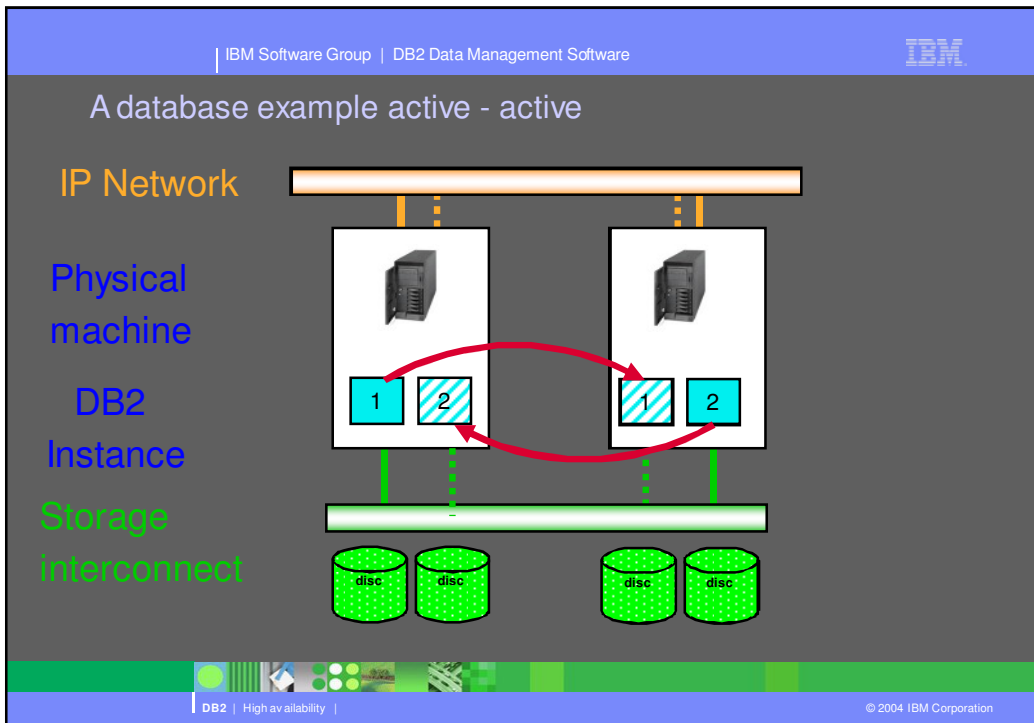 IBM Software Group | DB2 Data Management Software
IBM
A database example active - active
IP Network
Physical
machine
DB2
Instance
1
2
1
2
Storage
interconnect
disc
disc
disc
disc
DB2 | High availability |
© 2004 IBM Corporation